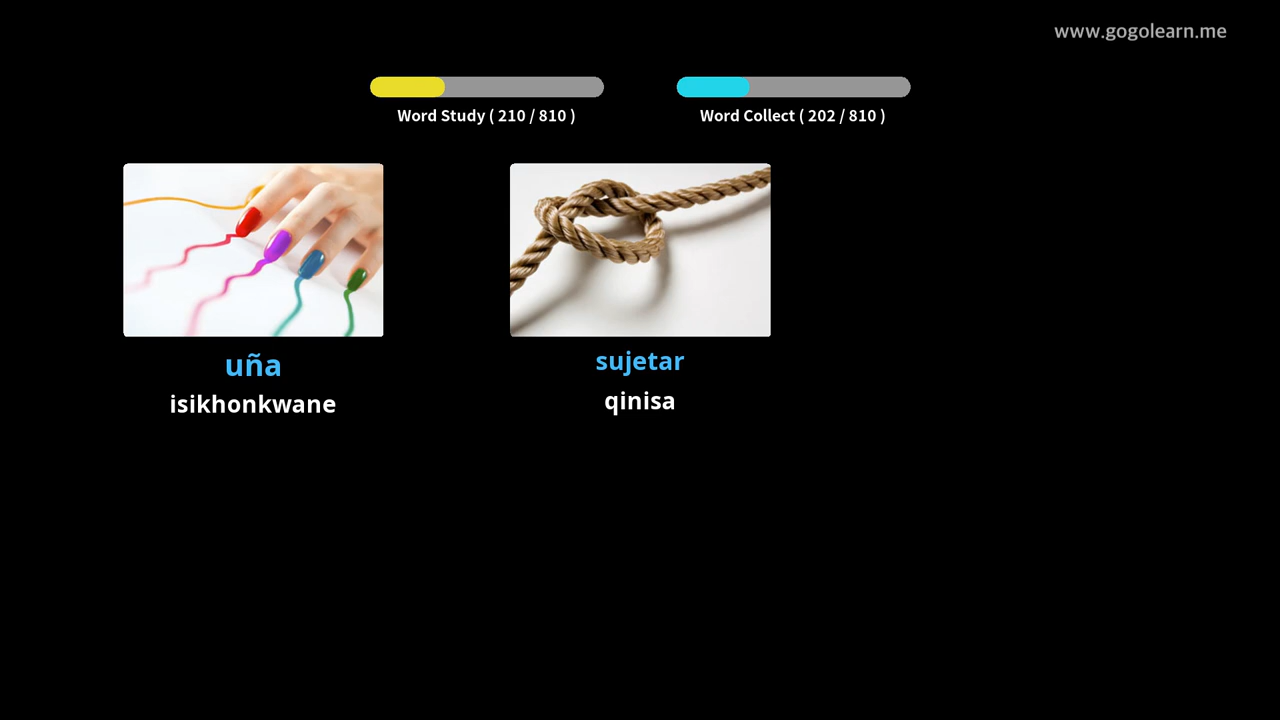 www.gogolearn.me
Word Study ( 210 / 810 )
Word Collect ( 202 / 810 )
uña
isikhonkwane
sujetar
qinisa